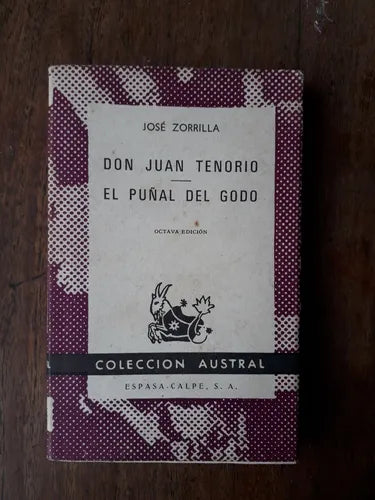 JOSÉ ZORRILLA
DON JUAN TENORIO
EL PUÑAL DEL GODO
OCTAVA EDICIÓN
COLECCION AUSTRAL
ESPASA-CALPE, S. A.